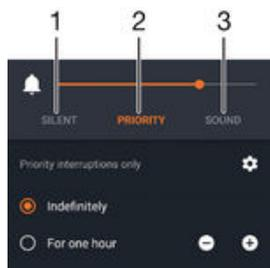 1 2 3
SILENT PRIORITY SOUND
Priority interruptions only
Indefinitely
For one hour